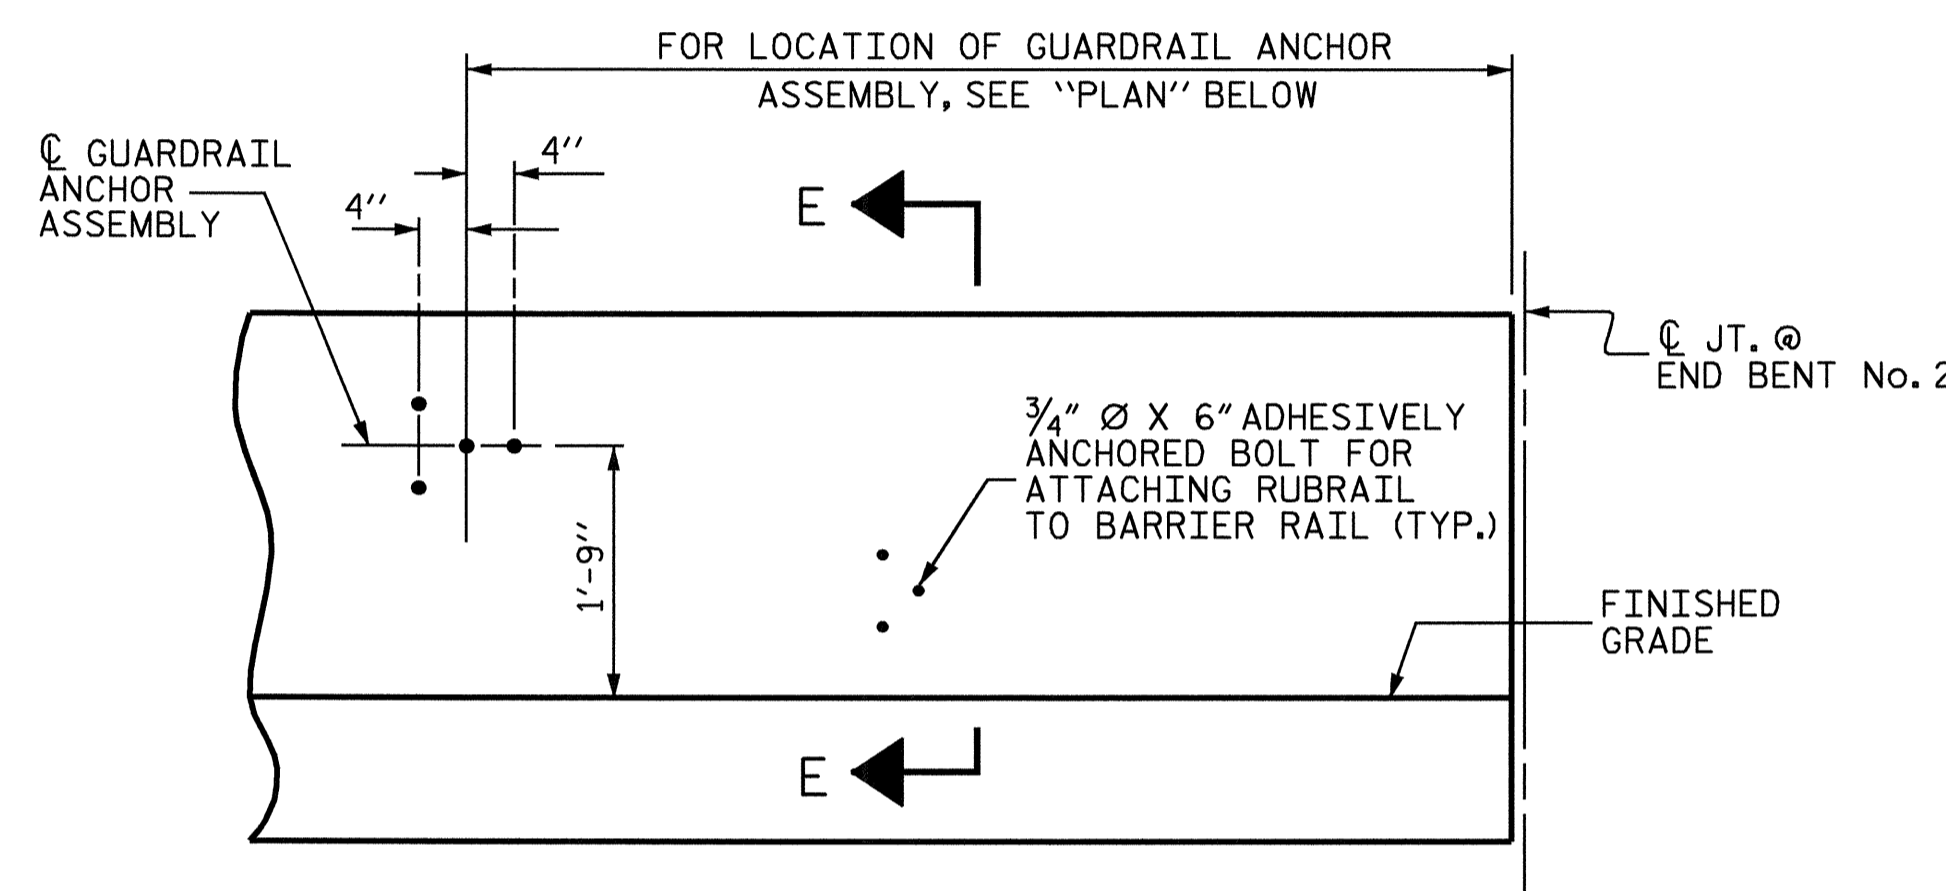 FOR LOCATION OF GUARDRAIL ANCHOR
ASSEMBLY, SEE "PLAN" BELOW
℄ GUARDRAIL
ANCHOR
ASSEMBLY
4"
4"
E
℄ JT. @
END BENT No. 2
3/4" Ø X 6" ADHESIVELY
ANCHORED BOLT FOR
ATTACHING RUBRAIL
TO BARRIER RAIL (TYP.)
1'-9"
FINISHED
GRADE
E